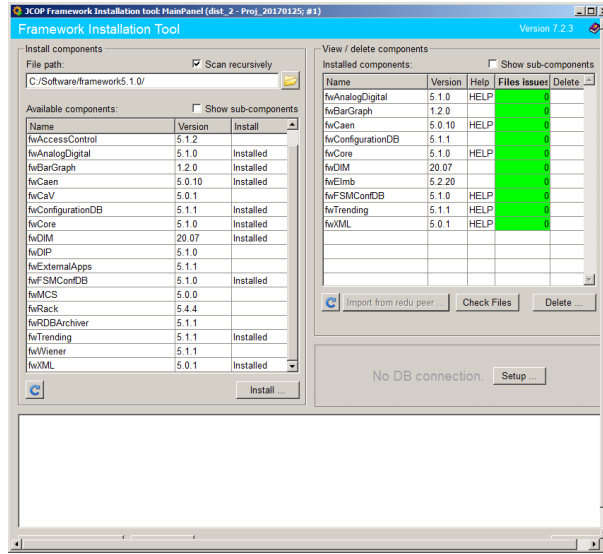 JCOP Framework Installation tool: MainPanel (dist_2 - Proj_20170125; #1)
Framework Installation Tool
Version 7.2.3
Install components
File path:
Scan recursively
C:/Software/framework5.1.0/
Available components:
Show sub-components
Name Version Install
fwAccessControl 5.1.2
fwAnalogDigital 5.1.0 Installed
fwBarGraph 1.2.0 Installed
fwCaen 5.0.10 Installed
fwCaV 5.0.1
fwConfigurationDB 5.1.1 Installed
fwCore 5.1.0 Installed
fwDIM 20.07 Installed
fwDIP 5.1.0
fwExternalApps 5.1.1
fwFSMConfDB 5.1.0 Installed
fwMCS 5.0.0
fwRack 5.4.4
fwRDBArchiver 5.1.1
fwTrending 5.1.1 Installed
fwWiener 5.1.1
fwXML 5.0.1 Installed
Install ...
View / delete components
Installed components:
Show sub-components
Name Version Help Files issues Delete
fwAnalogDigital 5.1.0 HELP 0
fwBarGraph 1.2.0 0
fwCaen 5.0.10 HELP 0
fwConfigurationDB 5.1.1 0
fwCore 5.1.0 HELP 0
fwDIM 20.07 0
fwElmb 5.2.20 0
fwFSMConfDB 5.1.0 HELP 0
fwTrending 5.1.1 HELP 0
fwXML 5.0.1 HELP 0
Import from redu peer ...
Check Files
Delete ...
No DB connection.
Setup ...